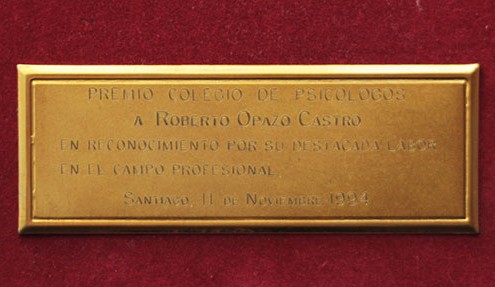 PREMIO COLEGIO DE PSICOLOGOS
A ROBERTO OPAZO CASTRO
EN RECONOCIMIENTO POR SU DESTACADA LABOR
EN EL CAMPO PROFESIONAL
SANTIAGO, 11 DE NOVIEMBRE 1994